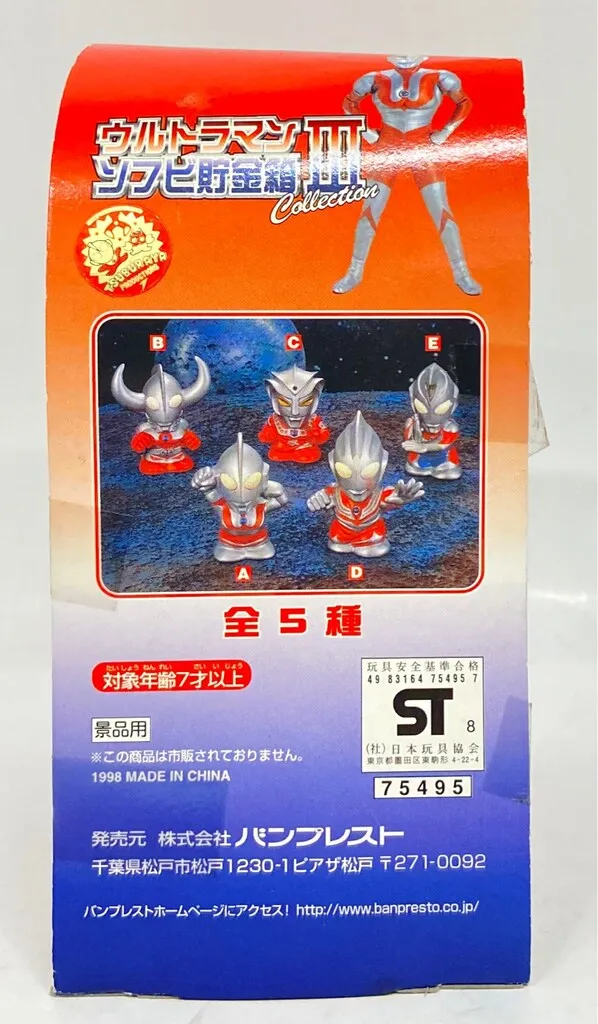 ウルトラマン
ソフビ貯金箱 III
Collection
TSUBURAYA
PRODUCTIONS
B
C
E
A
D
全5種
たいしょうねんれい さいいじょう
対象年齢7才以上
景品用
※この商品は市販されておりません。
1998 MADE IN CHINA
玩具安全基準合格
49 83164 75495 7
ST 8
(社)日本玩具協会
東京都墨田区東駒形 4-22-4
75495
発売元 株式会社 バンプレスト
千葉県松戸市松戸1230-1ピアザ松戸 〒271-0092
バンプレストホームページにアクセス! http://www.banpresto.co.jp/